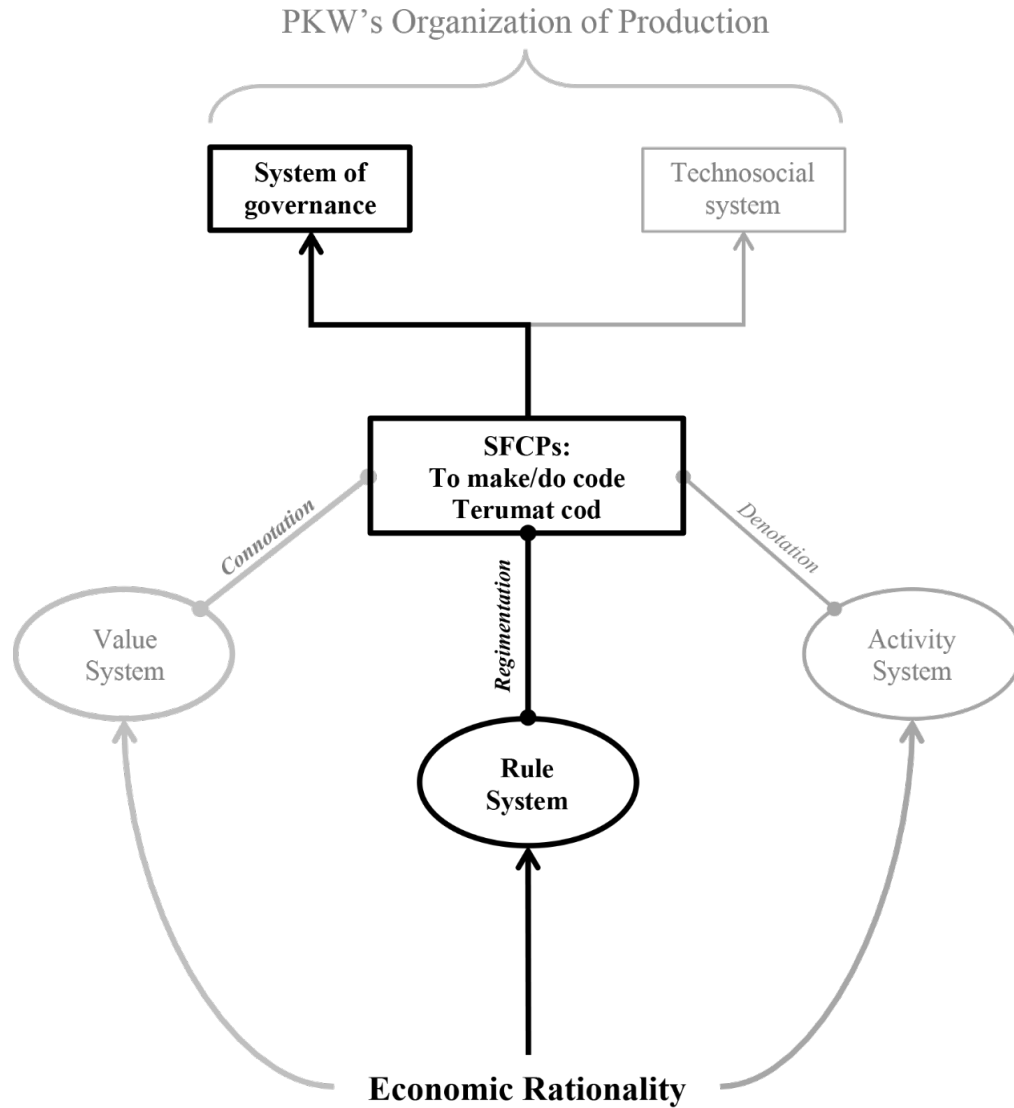 PKW's Organization of Production
System of
governance
Technosocial
system
SFCPs:
To make/do code
Terumat cod
Connotation
Regimentation
Denotation
Value
System
Activity
System
Rule
System
Economic Rationality